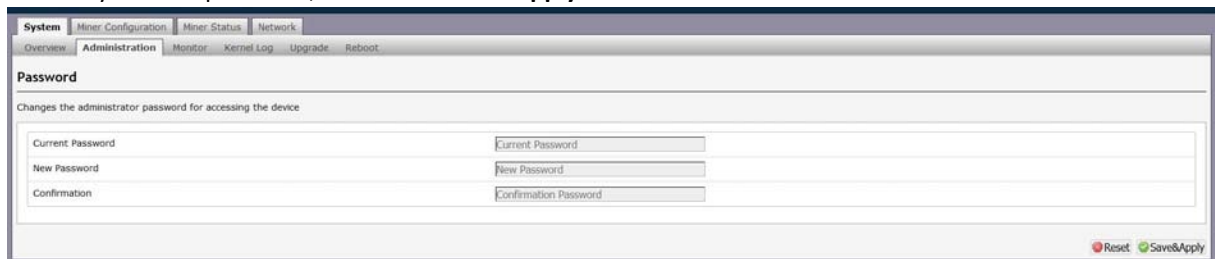 System Miner Configuration Miner Status Network
Overview Administration Monitor Kernel Log Upgrade Reboot
Password
Changes the administrator password for accessing the device
Current Password Current Password
New Password New Password
Confirmation Confirmation Password
Reset Save&Apply